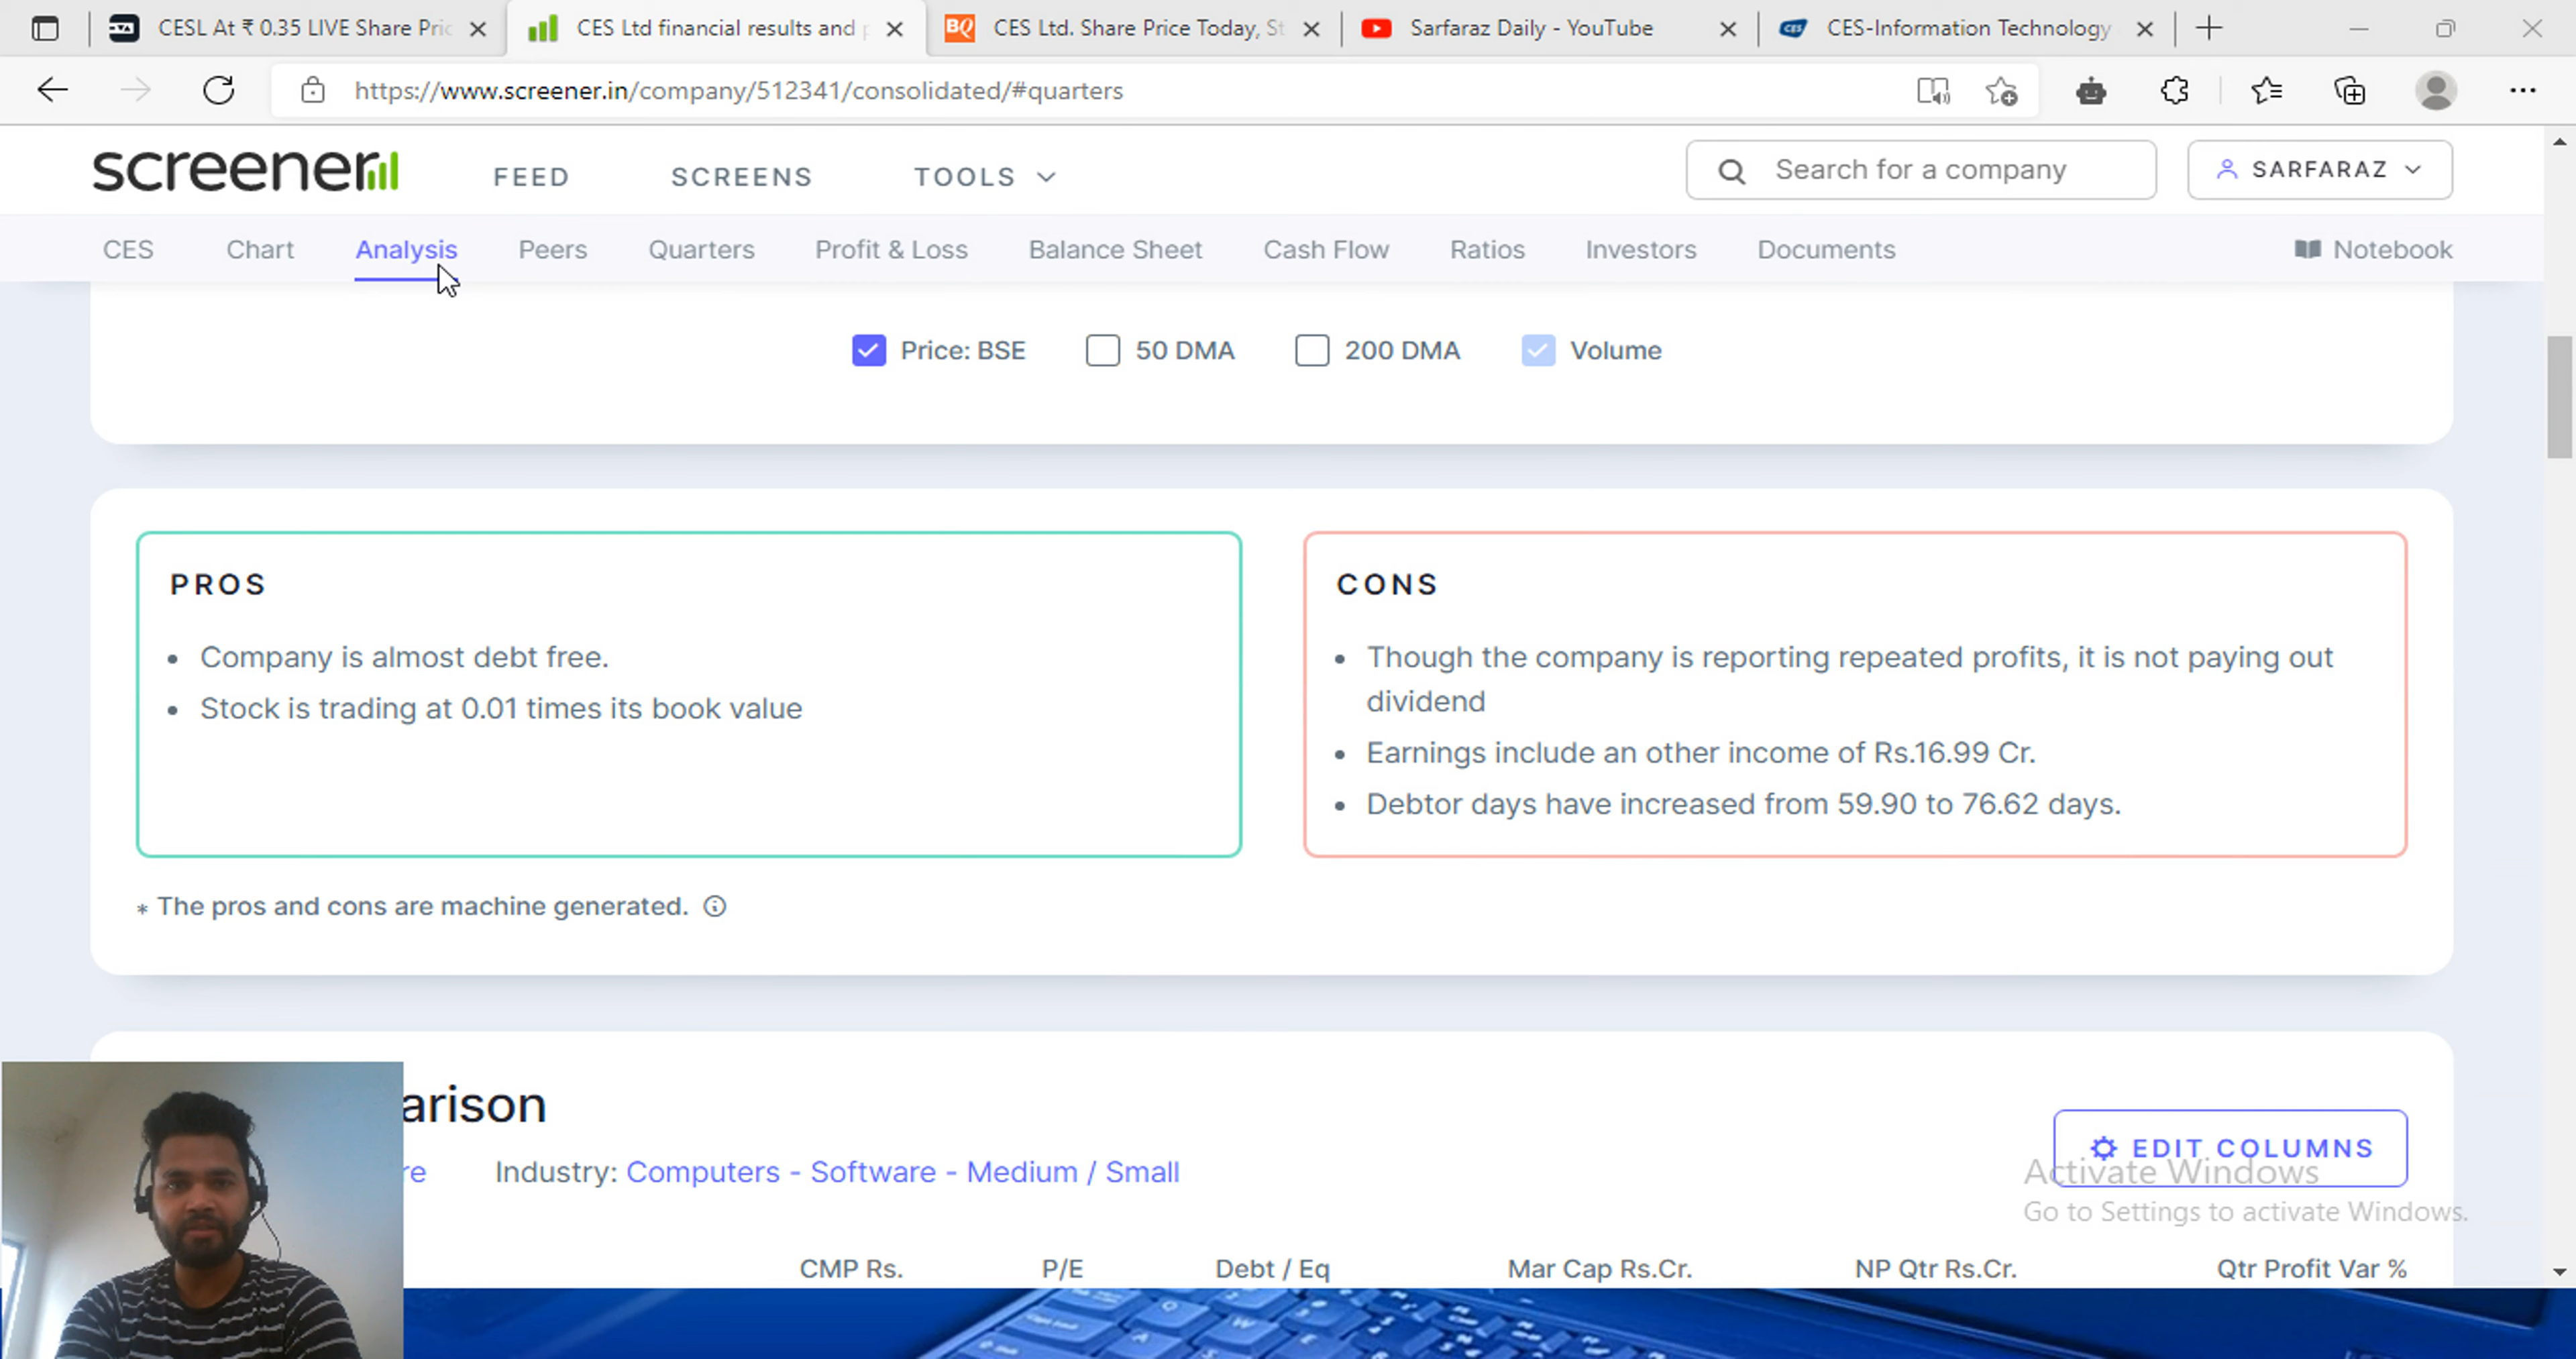 CESL At ₹ 0.35 LIVE Share Pric
CES Ltd financial results and p
BQ
CES Ltd. Share Price Today, St
Sarfaraz Daily - YouTube
CES
CES-Information Technology
https://www.screener.in/company/512341/consolidated/#quarters
screener
FEED
SCREENS
TOOLS
Search for a company
SARFARAZ
CES
Chart
Analysis
Peers
Quarters
Profit & Loss
Balance Sheet
Cash Flow
Ratios
Investors
Documents
Notebook
Price: BSE
50 DMA
200 DMA
Volume
PROS
• Company is almost debt free.
• Stock is trading at 0.01 times its book value
CONS
• Though the company is reporting repeated profits, it is not paying out
dividend
• Earnings include an other income of Rs.16.99 Cr.
• Debtor days have increased from 59.90 to 76.62 days.
* The pros and cons are machine generated.
arison
re
Industry: Computers - Software - Medium / Small
EDIT COLUMNS
Activate Windows
Go to Settings to activate Windows.
CMP Rs.
P/E
Debt / Eq
Mar Cap Rs.Cr.
NP Qtr Rs.Cr.
Qtr Profit Var %